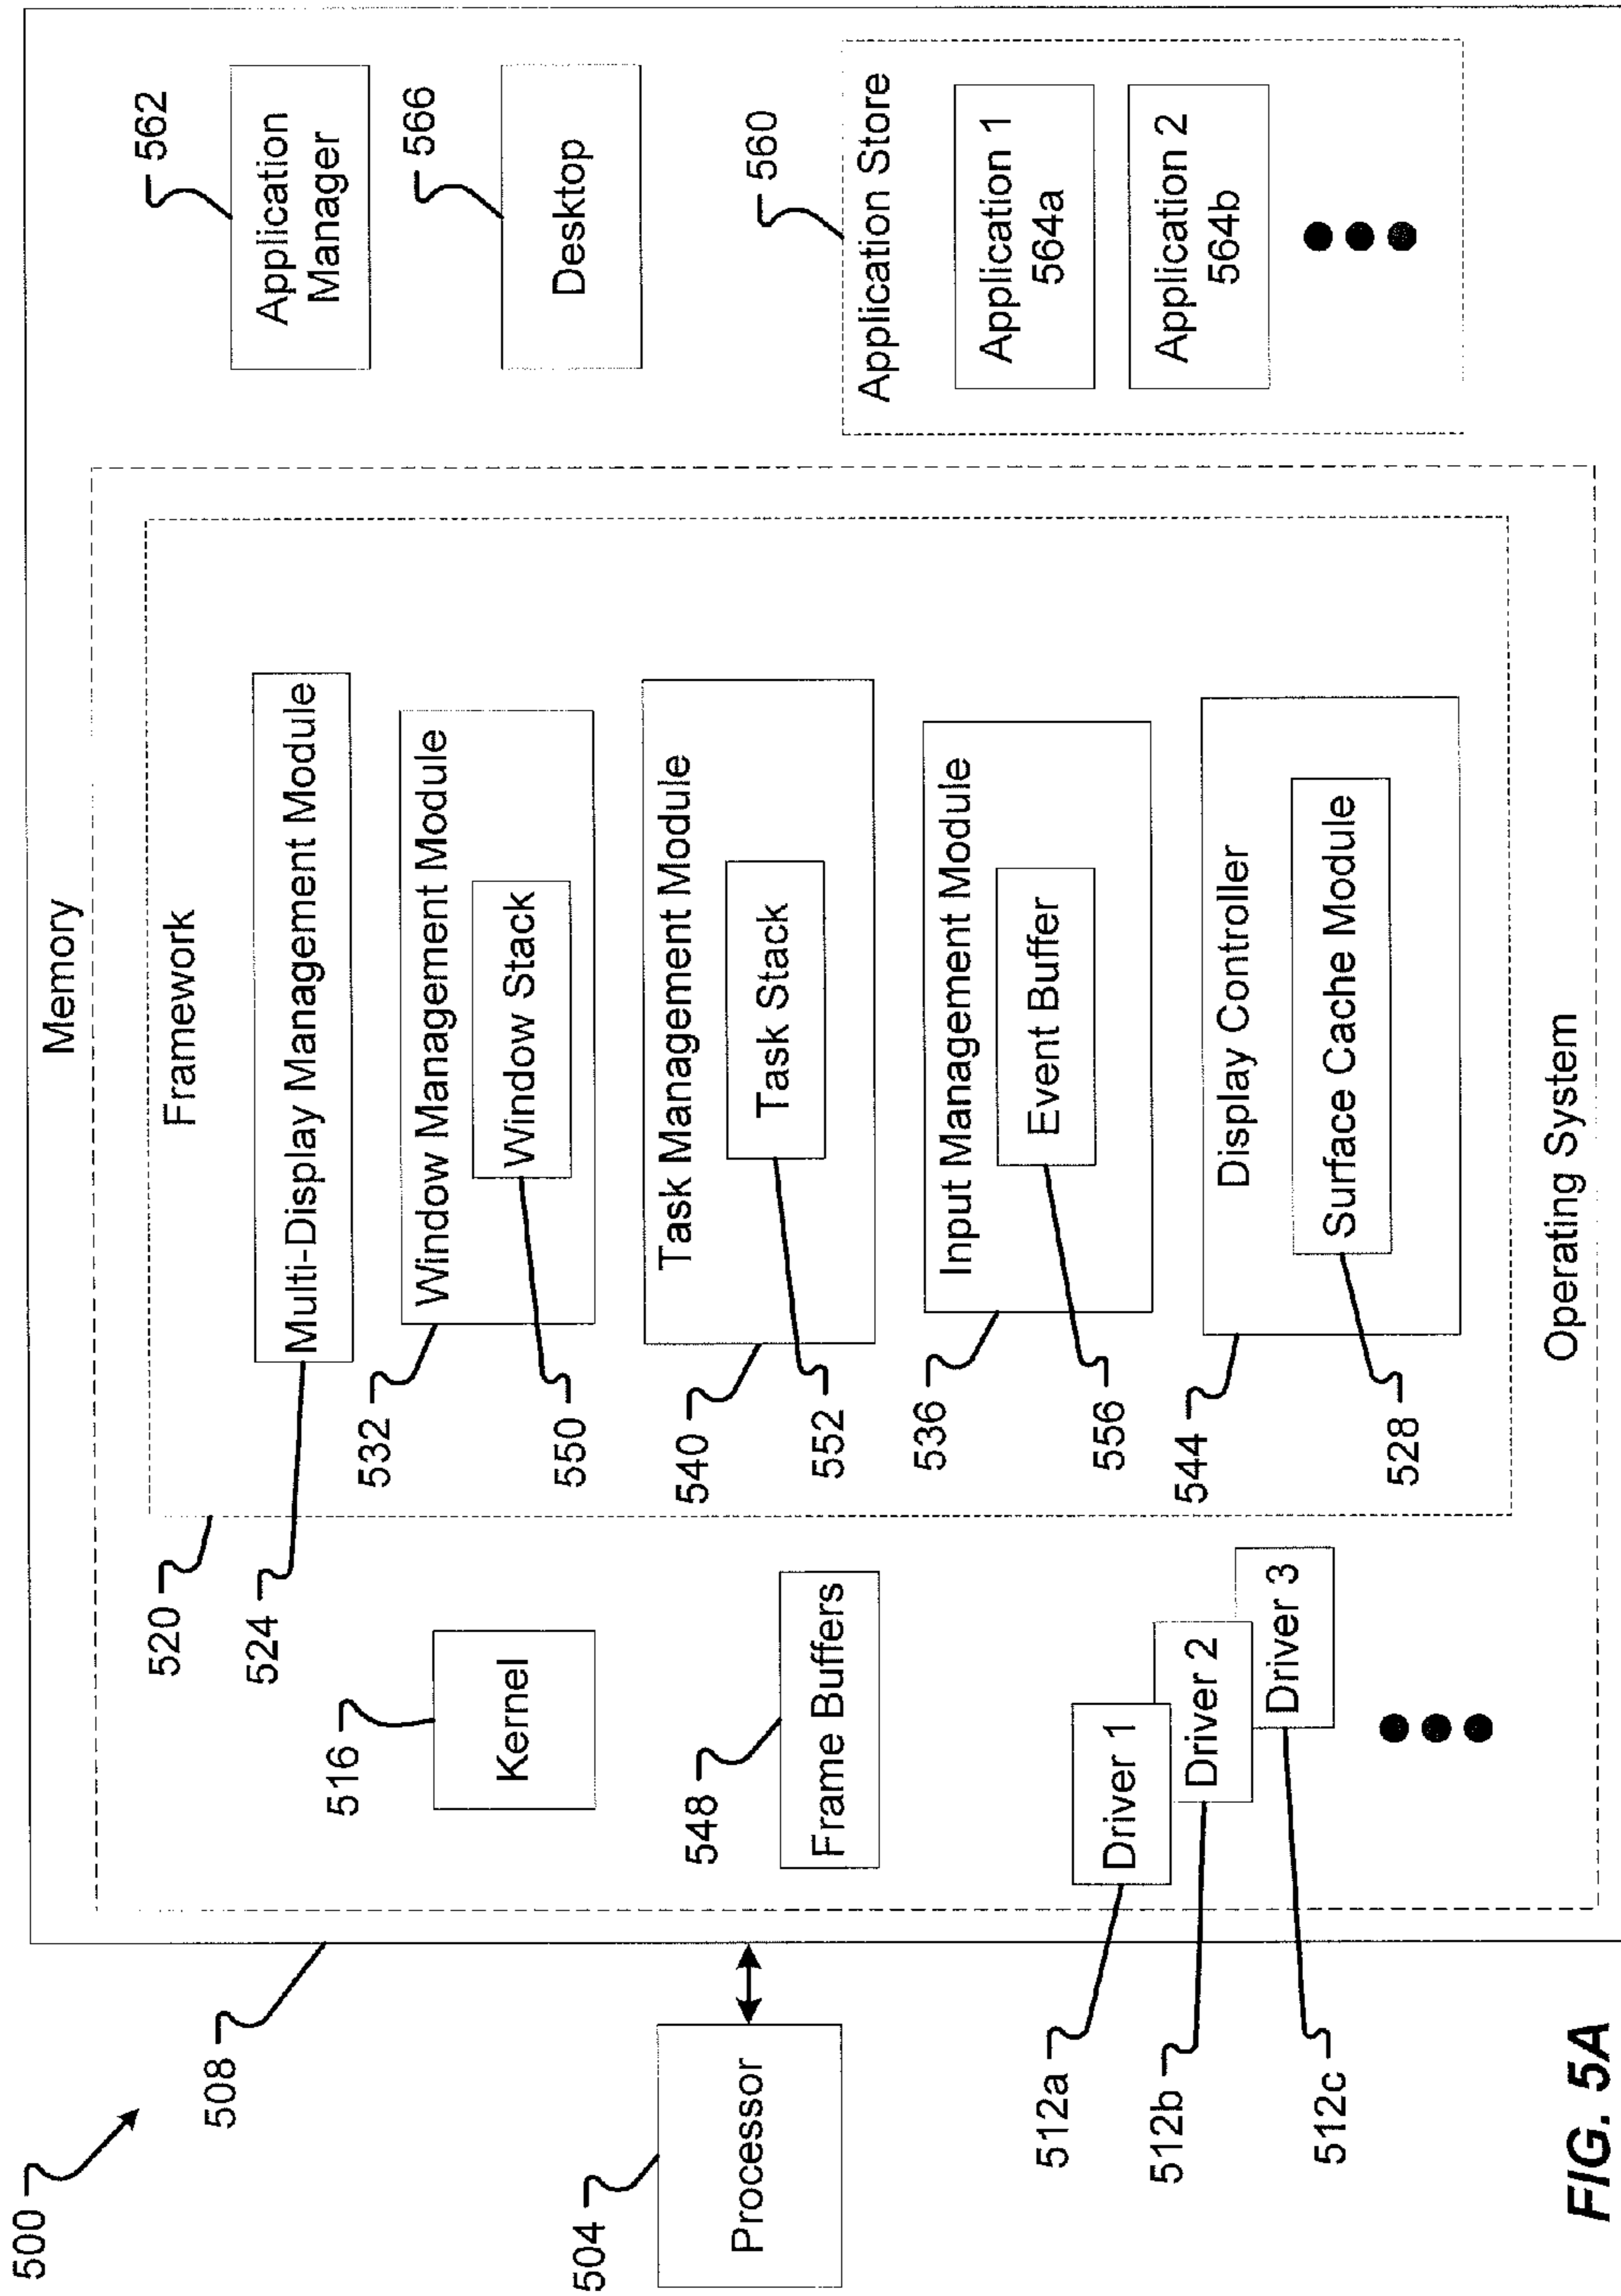 500
508
Memory
504
Processor
520
Framework
524
Multi-Display Management Module
516
Kernel
532
Window Management Module
550
Window Stack
548
Frame Buffers
540
Task Management Module
552
Task Stack
536
Input Management Module
556
Event Buffer
512a
Driver 1
512b
Driver 2
512c
Driver 3
544
Display Controller
528
Surface Cache Module
Operating System
562
Application
Manager
566
Desktop
560
Application Store
Application 1
564a
Application 2
564b
FIG. 5A